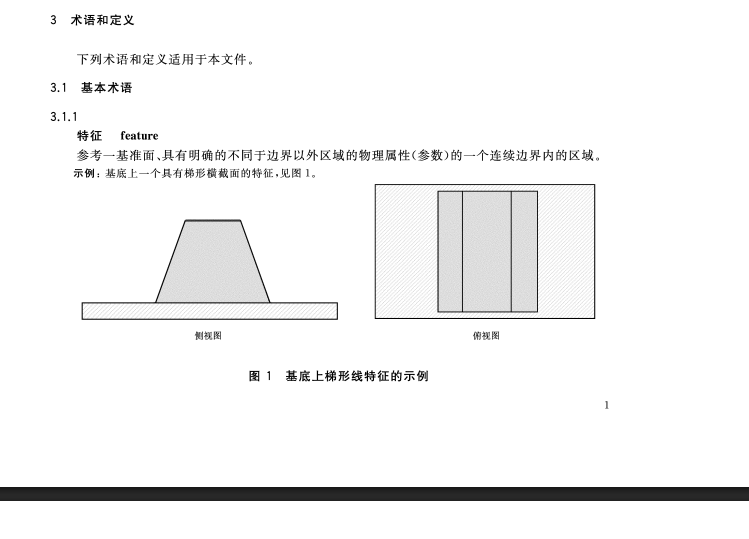 3 术语和定义
下列术语和定义适用于本文件。
3.1 基本术语
3.1.1
特征 feature
参考一基准面、具有明确的不同于边界以外区域的物理属性(参数)的一个连续边界内的区域。
示例:基底上一个具有梯形横截面的特征,见图 1。
侧视图 俯视图
图 1 基底上梯形线特征的示例
1